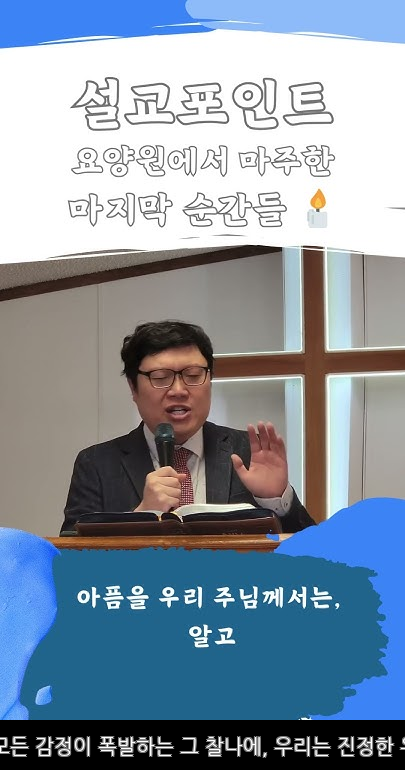 설교포인트
요양원에서 마주한
마지막 순간들
아픔을 우리 주님께서는,
알고
모든 감정이 폭발하는 그 찰나에, 우리는 진정한